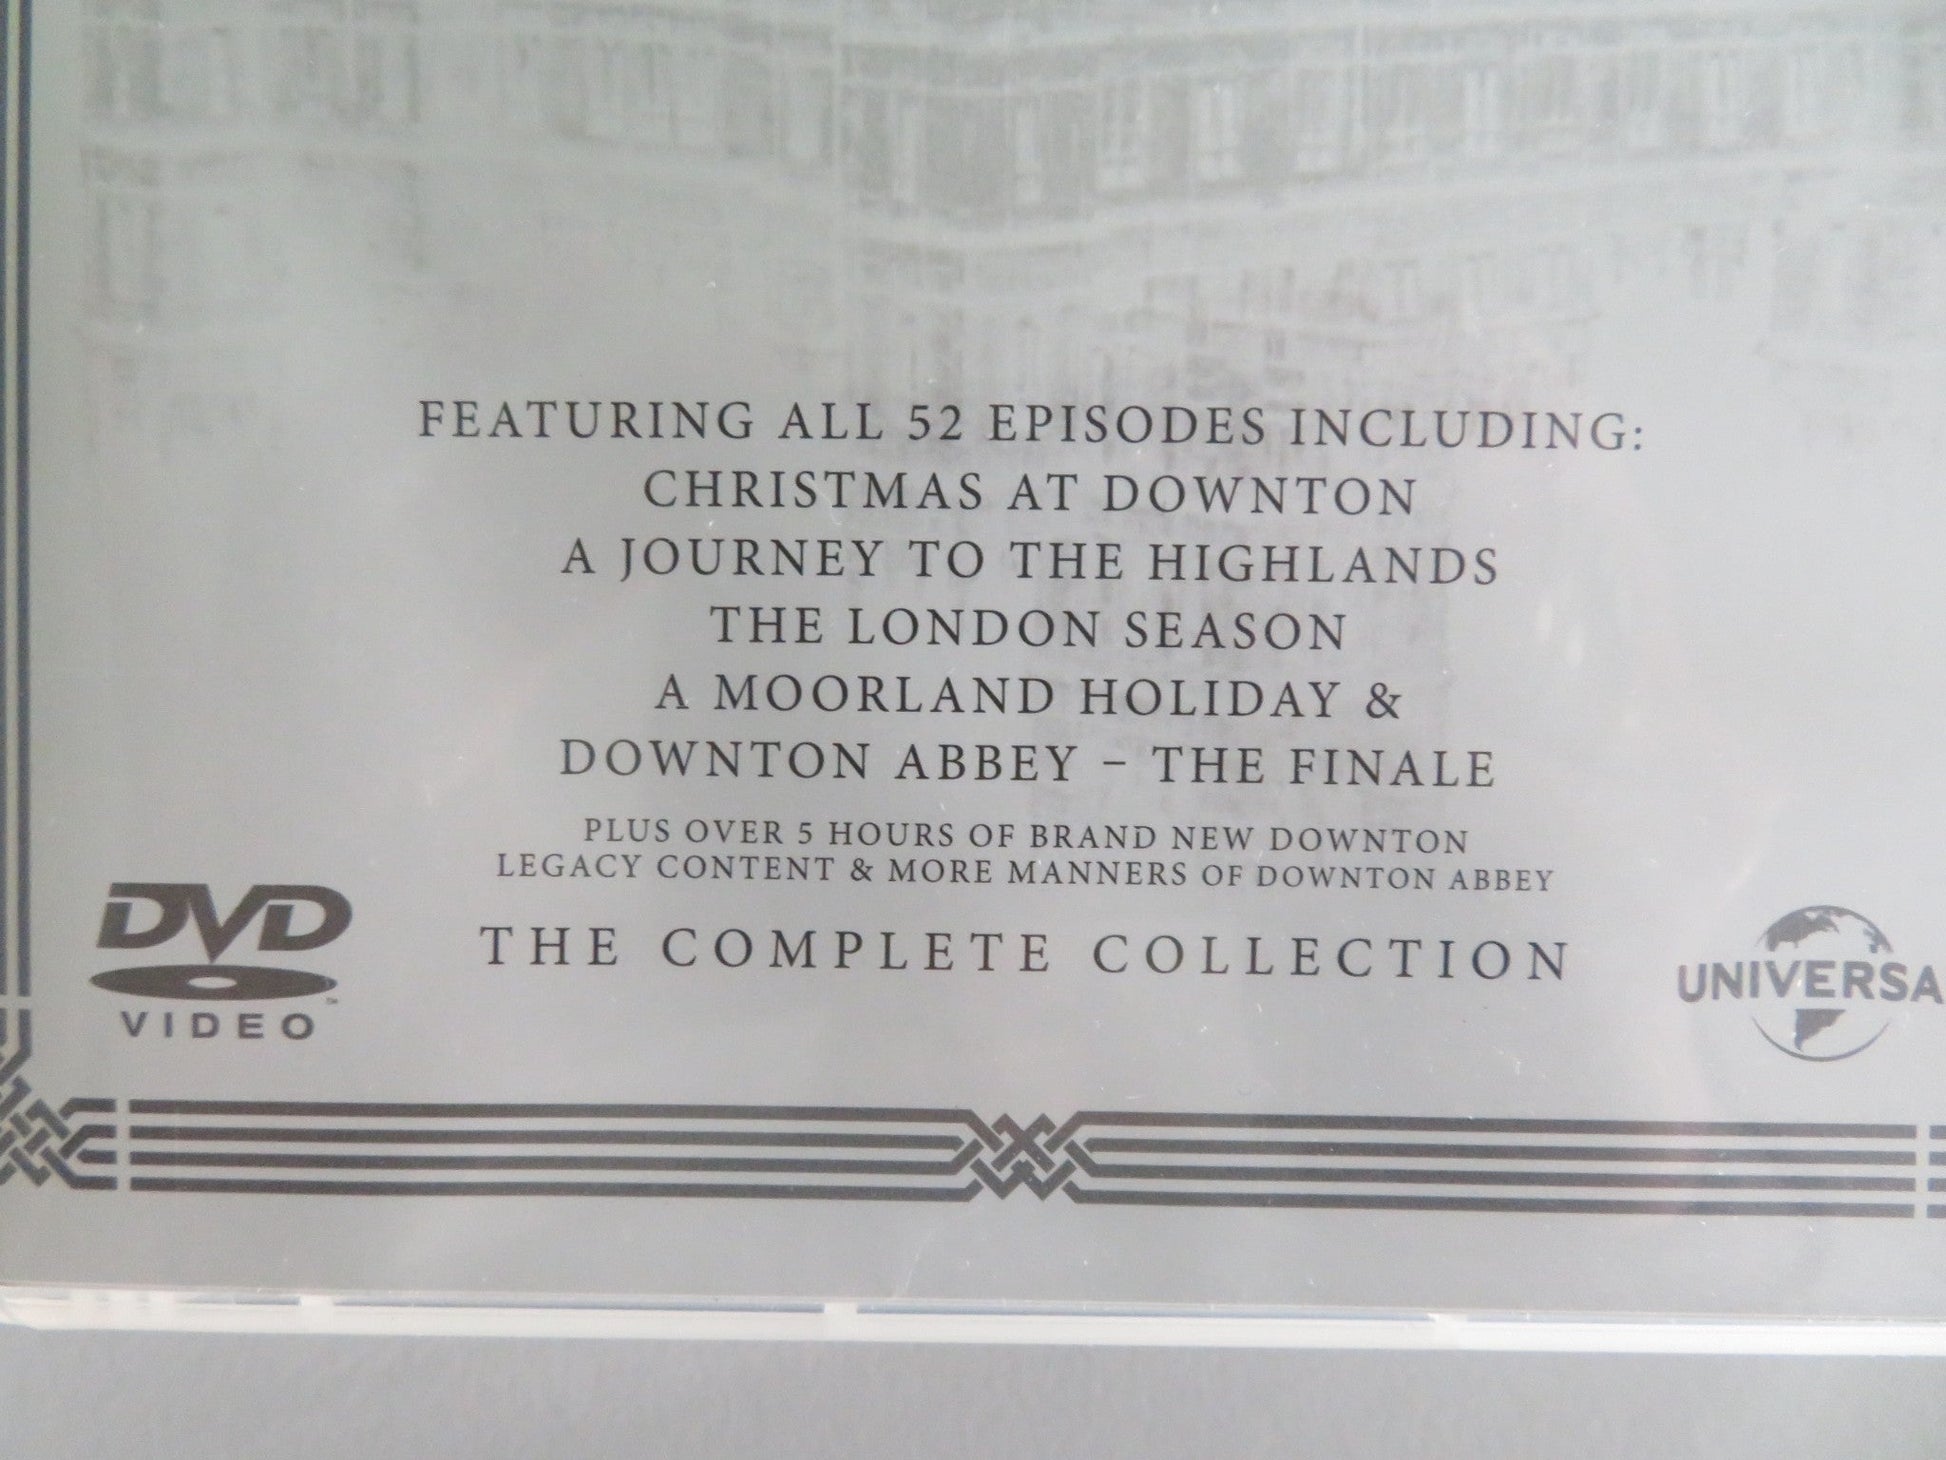 FEATURING ALL 52 EPISODES INCLUDING:
CHRISTMAS AT DOWNTON
A JOURNEY TO THE HIGHLANDS
THE LONDON SEASON
A MOORLAND HOLIDAY &
DOWNTON ABBEY – THE FINALE
PLUS OVER 5 HOURS OF BRAND NEW DOWNTON
LEGACY CONTENT & MORE MANNERS OF DOWNTON ABBEY
THE COMPLETE COLLECTION
DVD
VIDEO
UNIVERSA